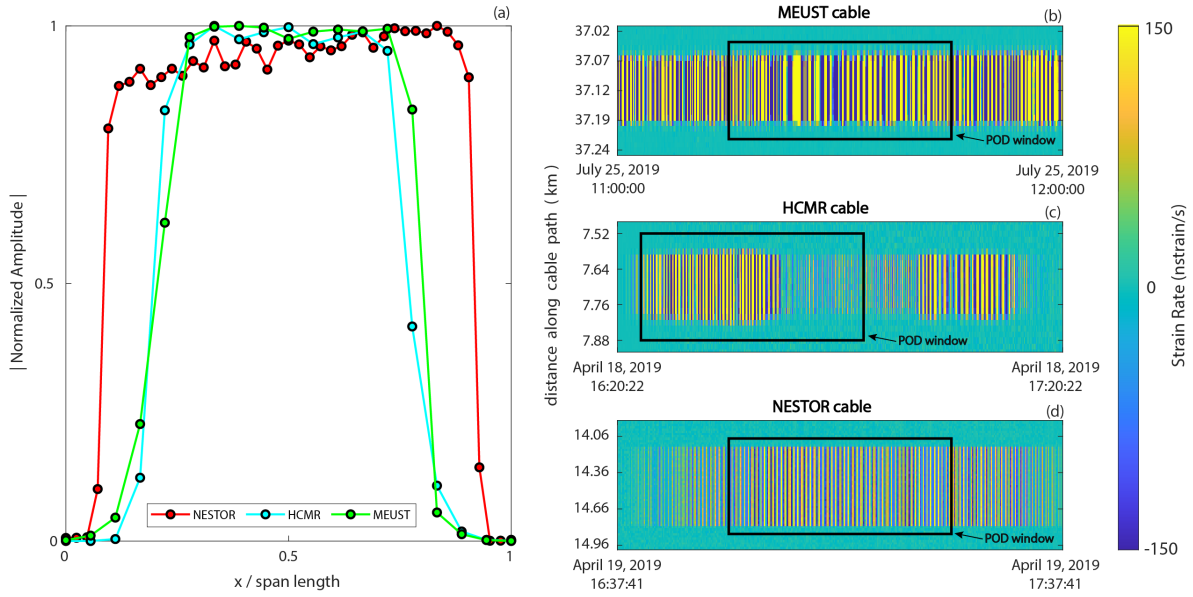 (a)
1
0.5
0
0
0.5
1
| Normalized Amplitude |
x / span length
NESTOR
HCMR
MEUST
distance along cable path (km)
MEUST cable
(b)
37.02
37.07
37.12
37.19
37.24
POD window
July 25, 2019
11:00:00
July 25, 2019
12:00:00
HCMR cable
(c)
7.52
7.64
7.76
7.88
POD window
April 18, 2019
16:20:22
April 18, 2019
17:20:22
NESTOR cable
(d)
14.06
14.36
14.66
14.96
POD window
April 19, 2019
16:37:41
April 19, 2019
17:37:41
150
0
-150
Strain Rate (nstrain/s)